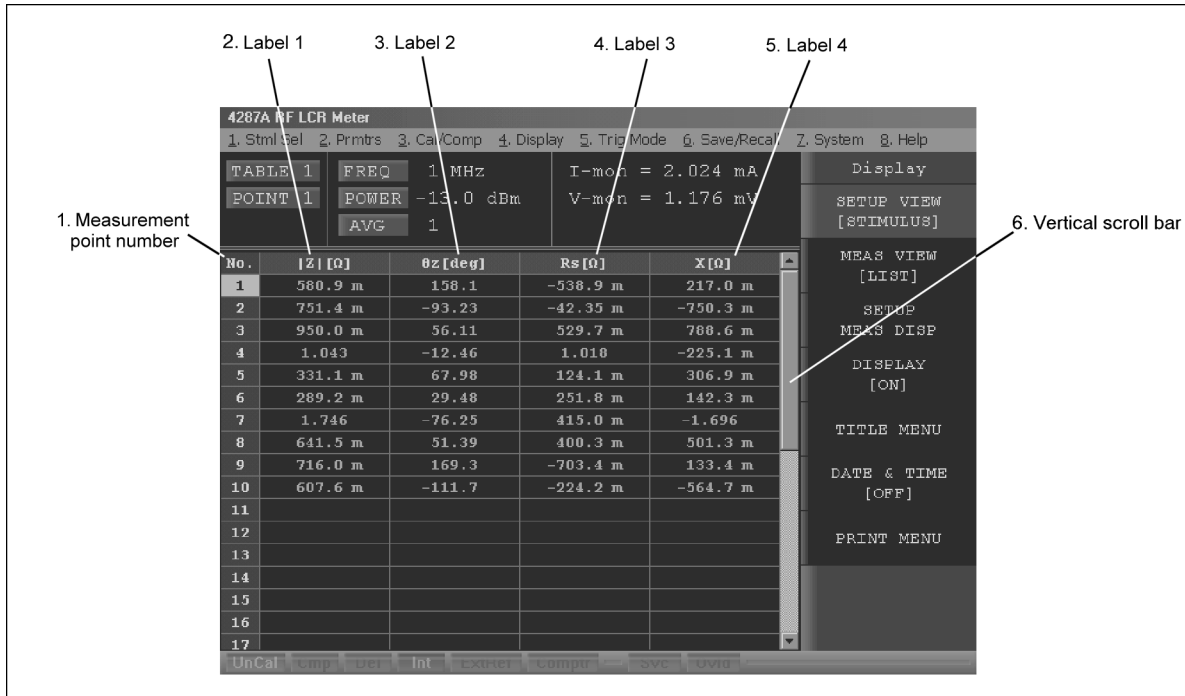 2. Label 1
3. Label 2
4. Label 3
5. Label 4
4287A RF LCR Meter
1. Stml Sel 2. Prmtrs 3. Cal/Comp 4. Display 5. Trig Mode 6. Save/Recall 7. System 8. Help
TABLE 1 FREQ 1 MHz I-mon = 2.024 mA
POINT 1 POWER -13.0 dBm V-mon = 1.176 mV
AVG 1
Display
SETUP VIEW
[STIMULUS]
MEAS VIEW
[LIST]
SETUP
MEAS DISP
DISPLAY
[ON]
TITLE MENU
DATE & TIME
[OFF]
PRINT MENU
1. Measurement
point number
6. Vertical scroll bar
No. |Z|[Ω] θz[deg] Rs[Ω] X[Ω]
1 580.9 m 158.1 -538.9 m 217.0 m
2 751.4 m -93.23 -42.35 m -750.3 m
3 950.0 m 56.11 529.7 m 788.6 m
4 1.043 -12.46 1.018 -225.1 m
5 331.1 m 67.98 124.1 m 306.9 m
6 289.2 m 29.48 251.8 m 142.3 m
7 1.746 -76.25 415.0 m -1.696
8 641.5 m 51.39 400.3 m 501.3 m
9 716.0 m 169.3 -703.4 m 133.4 m
10 607.6 m -111.7 -224.2 m -564.7 m
11
12
13
14
15
16
17
UnCal Cmp Del Int ExtRef Comptr Svc Ovld